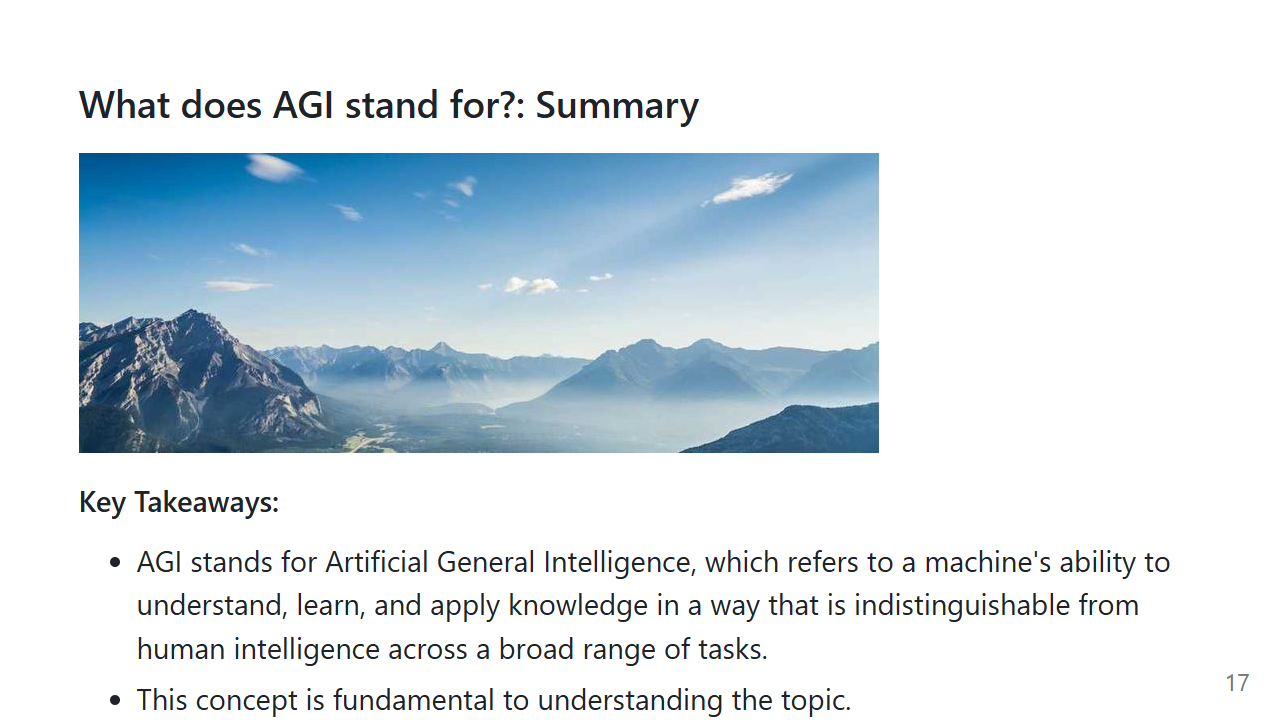 What does AGI stand for?: Summary
Key Takeaways:
• AGI stands for Artificial General Intelligence, which refers to a machine's ability to
understand, learn, and apply knowledge in a way that is indistinguishable from
human intelligence across a broad range of tasks.
• This concept is fundamental to understanding the topic.
17